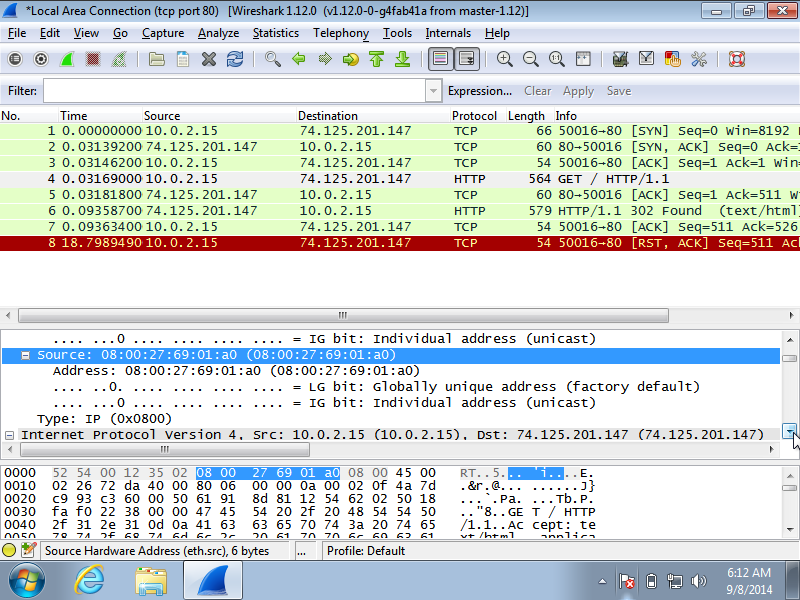 *Local Area Connection (tcp port 80) [Wireshark 1.12.0 (v1.12.0-0-g4fab41a from master-1.12)]
File Edit View Go Capture Analyze Statistics Telephony Tools Internals Help
Filter: Expression... Clear Apply Save
No. Time Source Destination Protocol Length Info
1 0.00000000 10.0.2.15 74.125.201.147 TCP 66 50016→80 [SYN] Seq=0 Win=8192
2 0.03139200 74.125.201.147 10.0.2.15 TCP 60 80→50016 [SYN, ACK] Seq=0 Ack=1
3 0.03146200 10.0.2.15 74.125.201.147 TCP 54 50016→80 [ACK] Seq=1 Ack=1 Win=
4 0.03169000 10.0.2.15 74.125.201.147 HTTP 564 GET / HTTP/1.1
5 0.03181800 74.125.201.147 10.0.2.15 TCP 60 80→50016 [ACK] Seq=1 Ack=511 W
6 0.09358700 74.125.201.147 10.0.2.15 HTTP 579 HTTP/1.1 302 Found (text/html)
7 0.09363400 10.0.2.15 74.125.201.147 TCP 54 50016→80 [ACK] Seq=511 Ack=526
8 18.7989490 10.0.2.15 74.125.201.147 TCP 54 50016→80 [RST, ACK] Seq=511 Ac
.... ...0 .... .... .... .... = IG bit: Individual address (unicast)
Source: 08:00:27:69:01:a0 (08:00:27:69:01:a0)
Address: 08:00:27:69:01:a0 (08:00:27:69:01:a0)
.... ..0. .... .... .... .... = LG bit: Globally unique address (factory default)
.... ...0 .... .... .... .... = IG bit: Individual address (unicast)
Type: IP (0x0800)
Internet Protocol Version 4, Src: 10.0.2.15 (10.0.2.15), Dst: 74.125.201.147 (74.125.201.147)
0000 52 54 00 12 35 02 08 00 27 69 01 a0 08 00 45 00 RT..5... 'i....E.
0010 02 26 72 da 40 00 80 06 00 00 0a 00 02 0f 4a 7d .&r.@... ......J}
0020 c9 93 c3 60 00 50 61 91 8d 81 12 54 62 02 50 18 ...`.Pa. ...Tb.P.
0030 fa f0 22 38 00 00 47 45 54 20 2f 20 48 54 54 50 .."8..GE T / HTTP
0040 2f 31 2e 31 0d 0a 41 63 63 65 70 74 3a 20 74 65 /1.1..Ac cept: te
0050 78 74 2f 68 74 6d 6c 2c 20 61 70 70 6c 69 63 61 xt/html, applica
Source Hardware Address (eth.src), 6 bytes ... Profile: Default
6:12 AM
9/8/2014